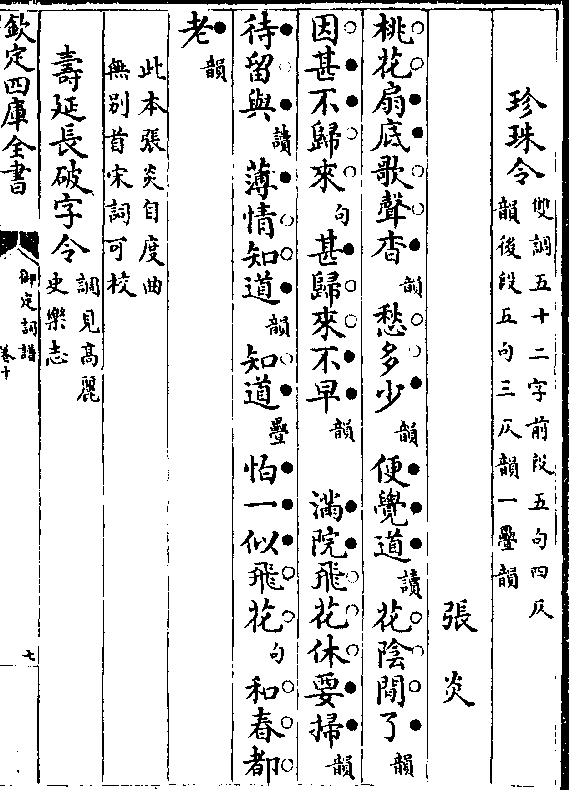 珍珠令 雙調五十二字前段五句四仄
韻後段五句三仄韻一疊韻
張炎
桃花扇底歌聲杳韻愁多少韻便覺道讀花陰閒了韻
因甚不歸來句甚歸來不早韻 滿院飛花休要掃韻
待留與讀薄情知道韻知道疊怕一似飛花句和春都
老韻
此本張炎自度曲
無别首宋詞可校
壽延長破字令 調見高麗
史樂志
欽定四庫全書
御定詞譜
卷十
七